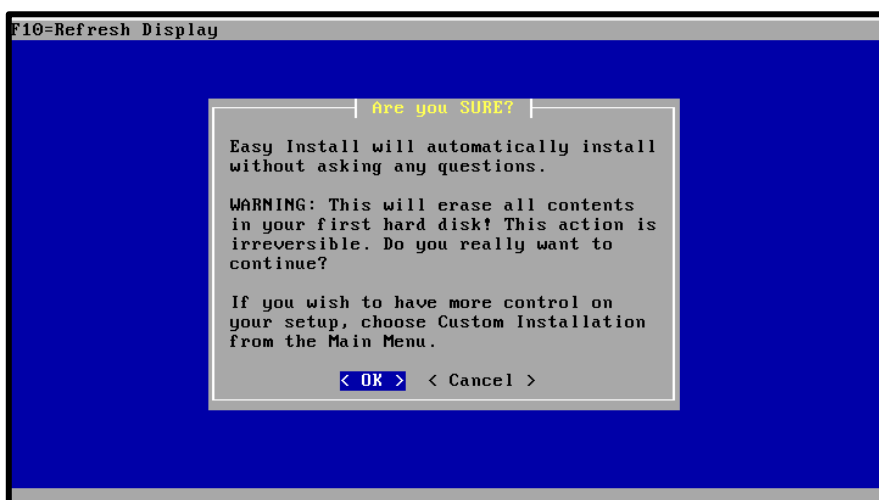 F10=Refresh Display
Are you SURE?
Easy Install will automatically install
without asking any questions.
WARNING: This will erase all contents
in your first hard disk! This action is
irreversible. Do you really want to
continue?
If you wish to have more control on
your setup, choose Custom Installation
from the Main Menu.
< OK > < Cancel >